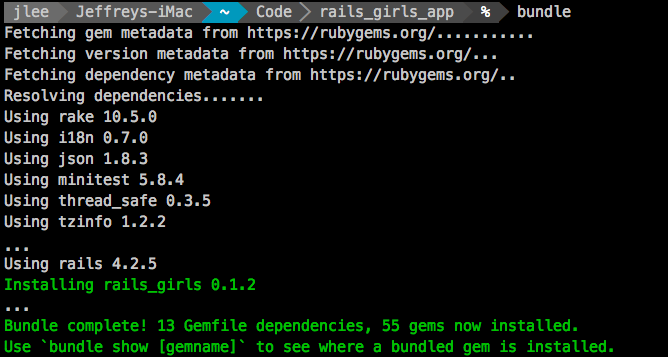 jlee Jeffreys-iMac ~ Code rails_girls_app % bundle
Fetching gem metadata from https://rubygems.org/...........
Fetching version metadata from https://rubygems.org/...
Fetching dependency metadata from https://rubygems.org/..
Resolving dependencies.......
Using rake 10.5.0
Using i18n 0.7.0
Using json 1.8.3
Using minitest 5.8.4
Using thread_safe 0.3.5
Using tzinfo 1.2.2
...
Using rails 4.2.5
Installing rails_girls 0.1.2
...
Bundle complete! 13 Gemfile dependencies, 55 gems now installed.
Use `bundle show [gemname]` to see where a bundled gem is installed.